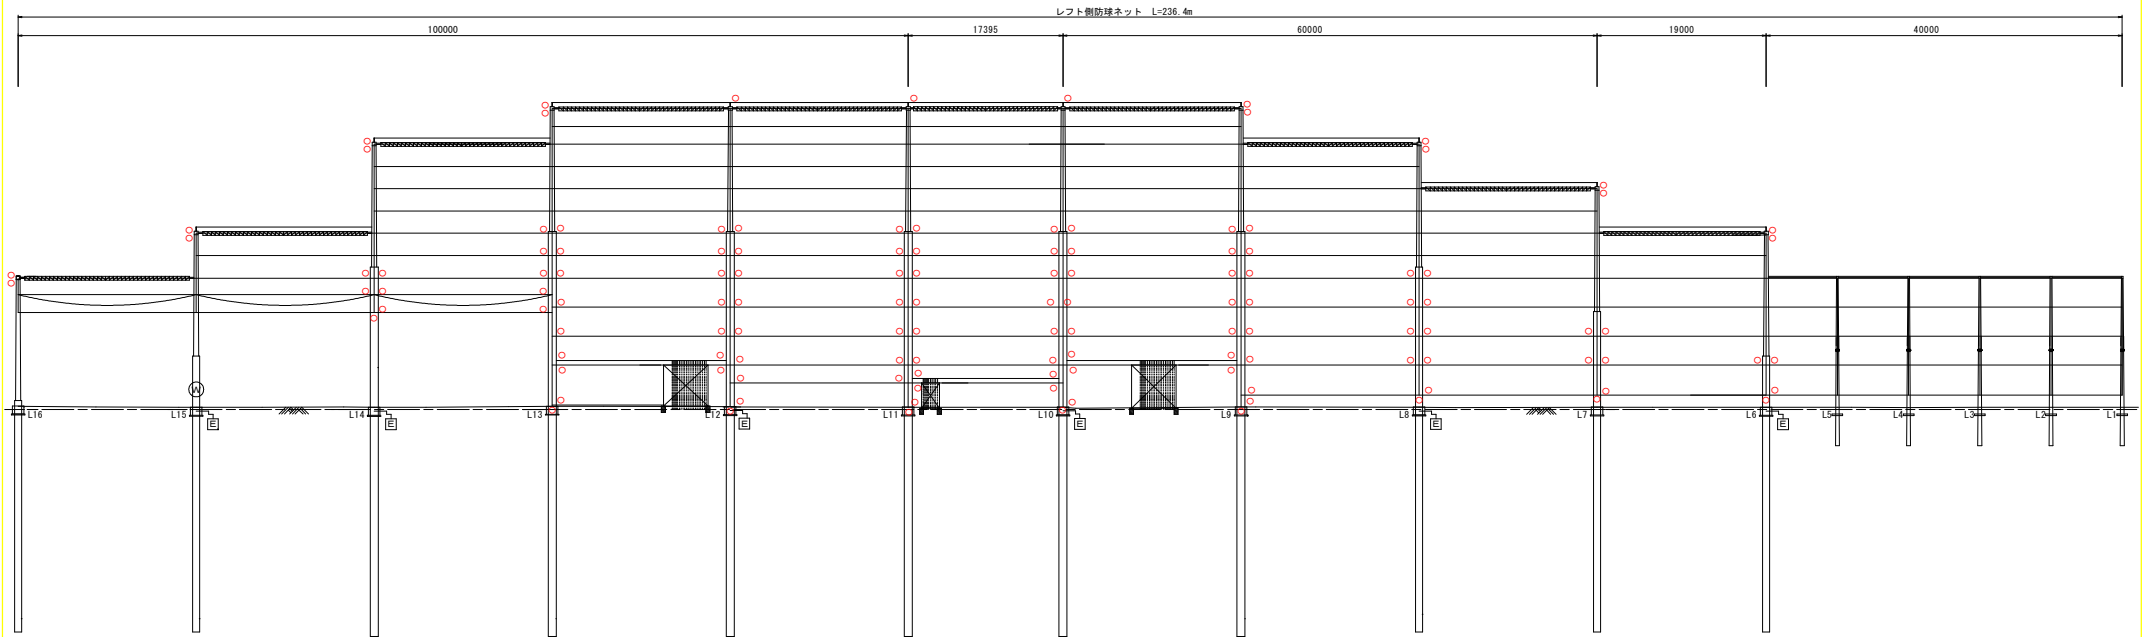 レフト側防球ネット L=236.4m
100000 17395 60000 19000 40000
W
L16 L15 L14 L13 L12 L11 L10 L9 L8 L7 L6 L5 L4 L3 L2 L1
E E E E E E